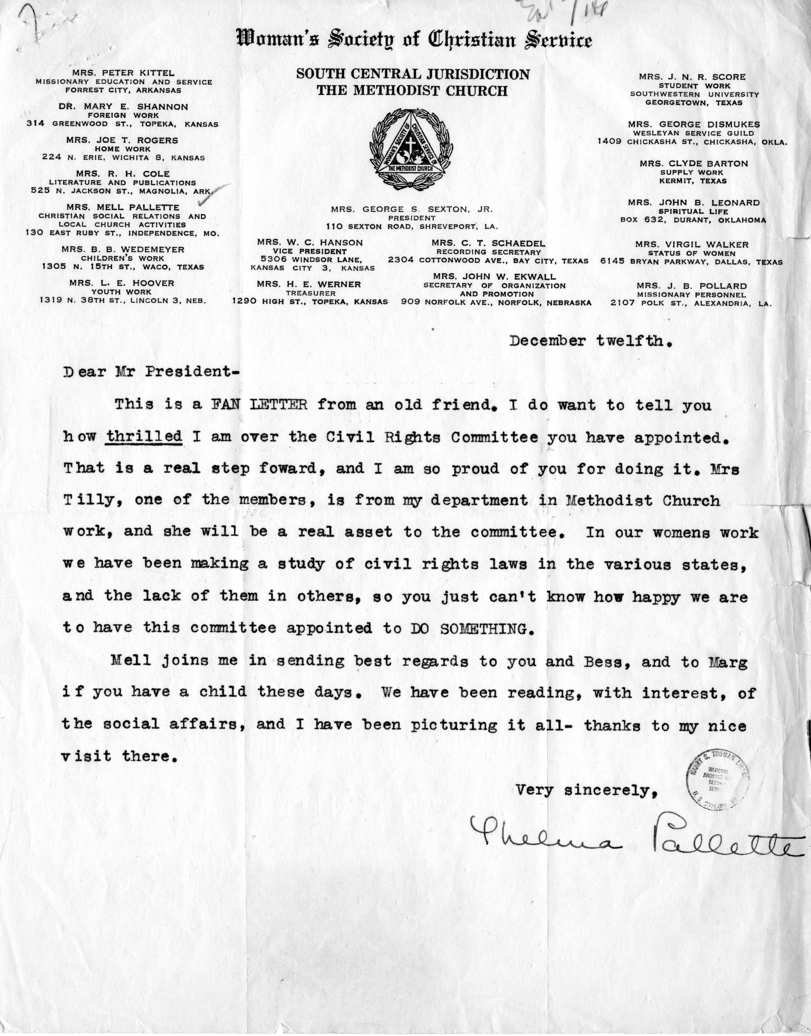 Woman's Society of Christian Service
SOUTH CENTRAL JURISDICTION
THE METHODIST CHURCH
MRS. PETER KITTEL
MISSIONARY EDUCATION AND SERVICE
FORREST CITY, ARKANSAS
DR. MARY E. SHANNON
FOREIGN WORK
314 GREENWOOD ST., TOPEKA, KANSAS
MRS. JOE T. ROGERS
HOME WORK
224 N. ERIE, WICHITA 8, KANSAS
MRS. R. H. COLE
LITERATURE AND PUBLICATIONS
525 N. JACKSON ST., MAGNOLIA, ARK.
MRS. MELL PALLETTE
CHRISTIAN SOCIAL RELATIONS AND
LOCAL CHURCH ACTIVITIES
130 EAST RUBY ST., INDEPENDENCE, MO.
MRS. B. B. WEDEMEYER
CHILDREN'S WORK
1305 N. 15TH ST., WACO, TEXAS
MRS. L. E. HOOVER
YOUTH WORK
1319 N. 38TH ST., LINCOLN 3, NEB.
MRS. GEORGE S. SEXTON, JR.
PRESIDENT
110 SEXTON ROAD, SHREVEPORT, LA.
MRS. W. C. HANSON
VICE PRESIDENT
5306 WINDSOR LANE,
KANSAS CITY 3, KANSAS
MRS. H. E. WERNER
TREASURER
1290 HIGH ST., TOPEKA, KANSAS
MRS. C. T. SCHAEDEL
RECORDING SECRETARY
2304 COTTONWOOD AVE., BAY CITY, TEXAS
MRS. JOHN W. EKWALL
SECRETARY OF ORGANIZATION
AND PROMOTION
909 NORFOLK AVE., NORFOLK, NEBRASKA
MRS. J. N. R. SCORE
STUDENT WORK
SOUTHWESTERN UNIVERSITY
GEORGETOWN, TEXAS
MRS. GEORGE DISMUKES
WESLEYAN SERVICE GUILD
1409 CHICKASHA ST., CHICKASHA, OKLA.
MRS. CLYDE BARTON
SUPPLY WORK
KERMIT, TEXAS
MRS. JOHN B. LEONARD
SPIRITUAL LIFE
BOX 632, DURANT, OKLAHOMA
MRS. VIRGIL WALKER
STATUS OF WOMEN
6145 BRYAN PARKWAY, DALLAS, TEXAS
MRS. J. B. POLLARD
MISSIONARY PERSONNEL
2107 POLK ST., ALEXANDRIA, LA.
December twelfth.
Dear Mr President-
This is a FAN LETTER from an old friend. I do want to tell you
how thrilled I am over the Civil Rights Committee you have appointed.
That is a real step foward, and I am so proud of you for doing it. Mrs
Tilly, one of the members, is from my department in Methodist Church
work, and she will be a real asset to the committee. In our womens work
we have been making a study of civil rights laws in the various states,
and the lack of them in others, so you just can't know how happy we are
to have this committee appointed to DO SOMETHING.
Mell joins me in sending best regards to you and Bess, and to Marg
if you have a child these days. We have been reading, with interest, of
the social affairs, and I have been picturing it all- thanks to my nice
visit there.
Very sincerely,
Thelma Pallette